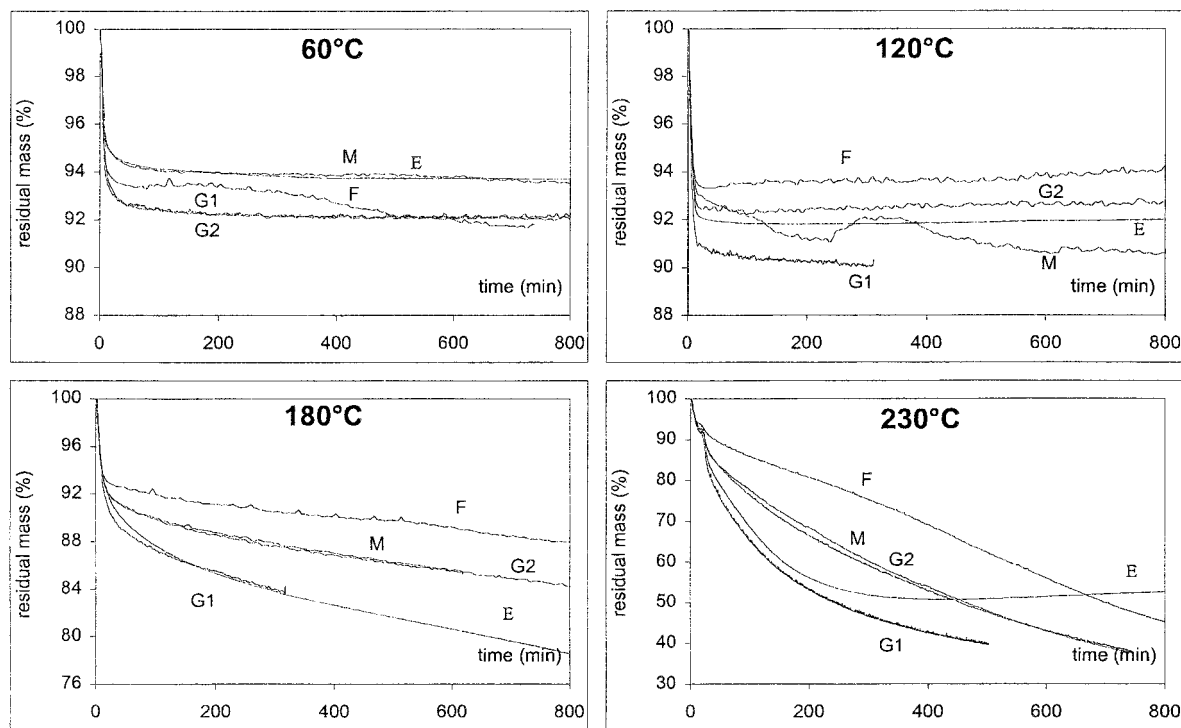 60°C
residual mass (%)
100
98
96
94
92
90
88
M
E
G1
F
G2
time (min)
0 200 400 600 800
120°C
residual mass (%)
100
98
96
94
92
90
88
F
G2
E
M
G1
time (min)
0 200 400 600 800
180°C
residual mass (%)
100
96
92
88
84
80
76
F
M
G2
G1
E
time (min)
0 200 400 600 800
230°C
residual mass (%)
100
90
80
70
60
50
40
30
F
M
G2
E
G1
time (min)
0 200 400 600 800